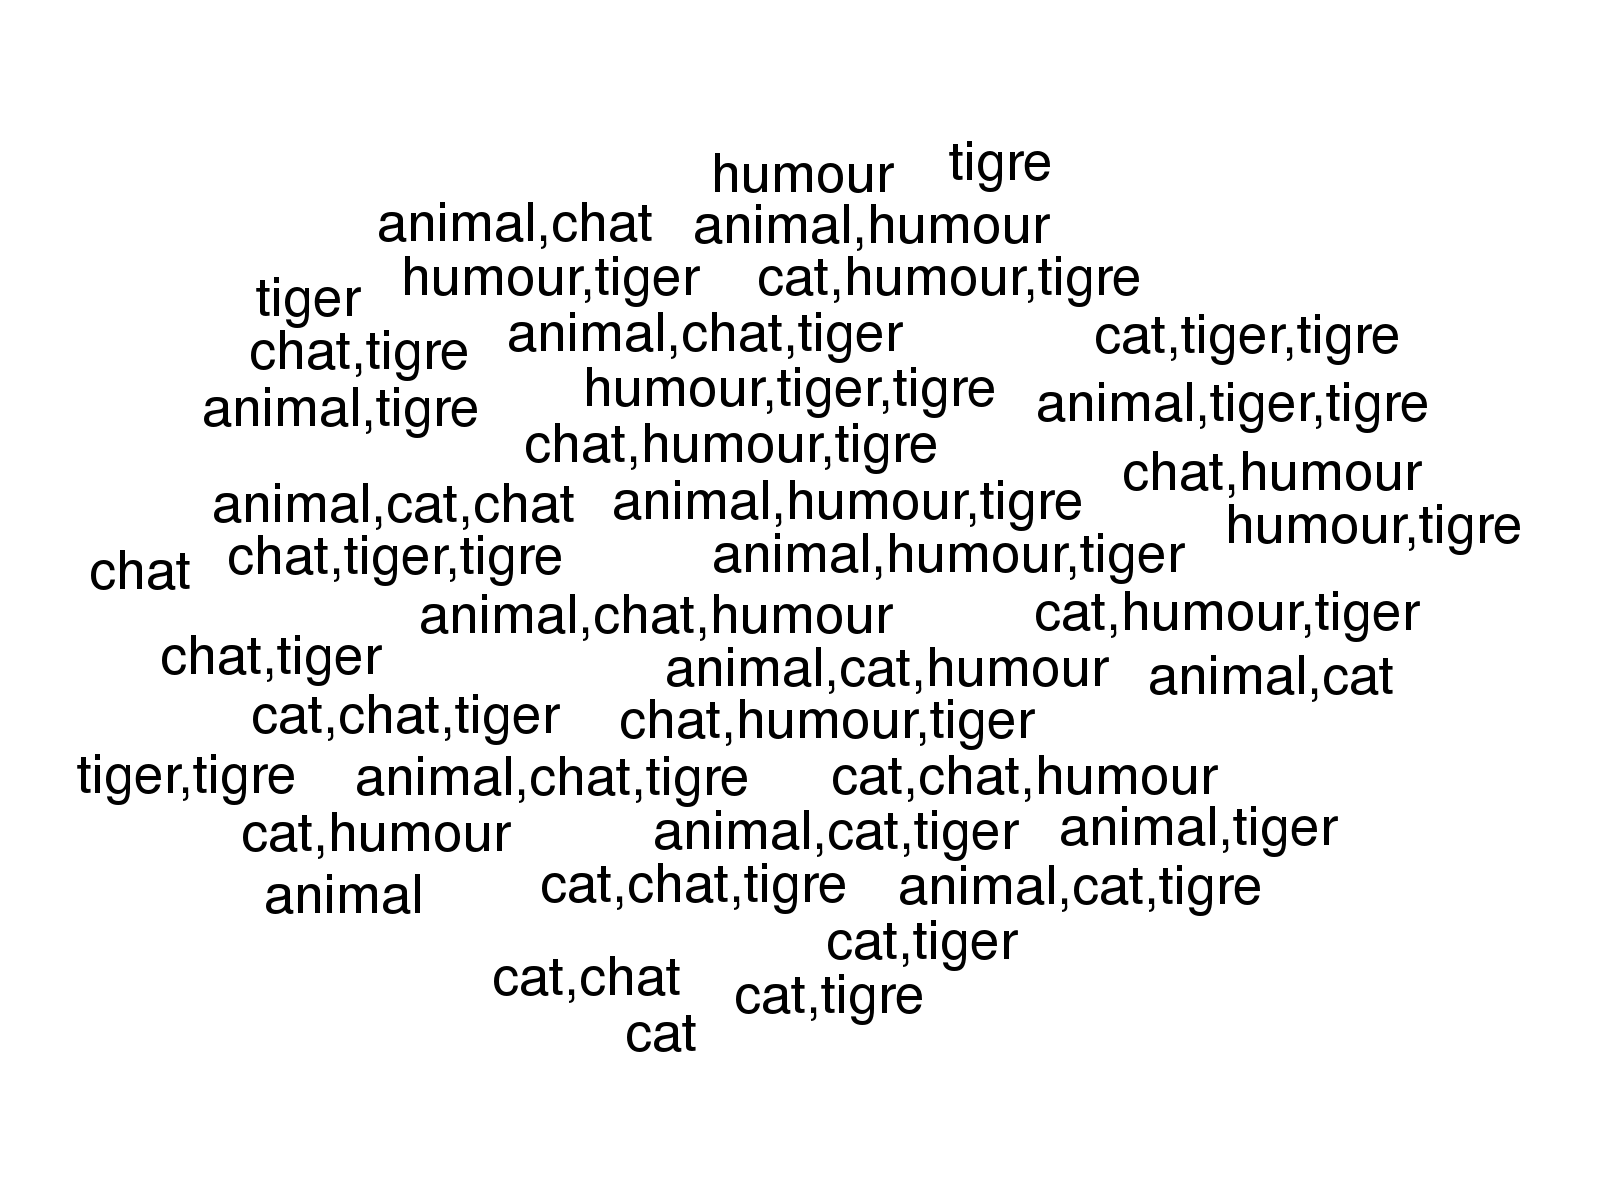 humour
tigre
animal,chat
animal,humour
humour,tiger
cat,humour,tigre
tiger
animal,chat,tiger
cat,tiger,tigre
chat,tigre
humour,tiger,tigre
animal,tiger,tigre
animal,tigre
chat,humour,tigre
chat,humour
animal,cat,chat
animal,humour,tigre
humour,tigre
chat
chat,tiger,tigre
animal,humour,tiger
animal,chat,humour
cat,humour,tiger
chat,tiger
animal,cat,humour
animal,cat
cat,chat,tiger
chat,humour,tiger
tiger,tigre
animal,chat,tigre
cat,chat,humour
cat,humour
animal,cat,tiger
animal,tiger
animal
cat,chat,tigre
animal,cat,tigre
cat,tiger
cat,chat
cat,tigre
cat